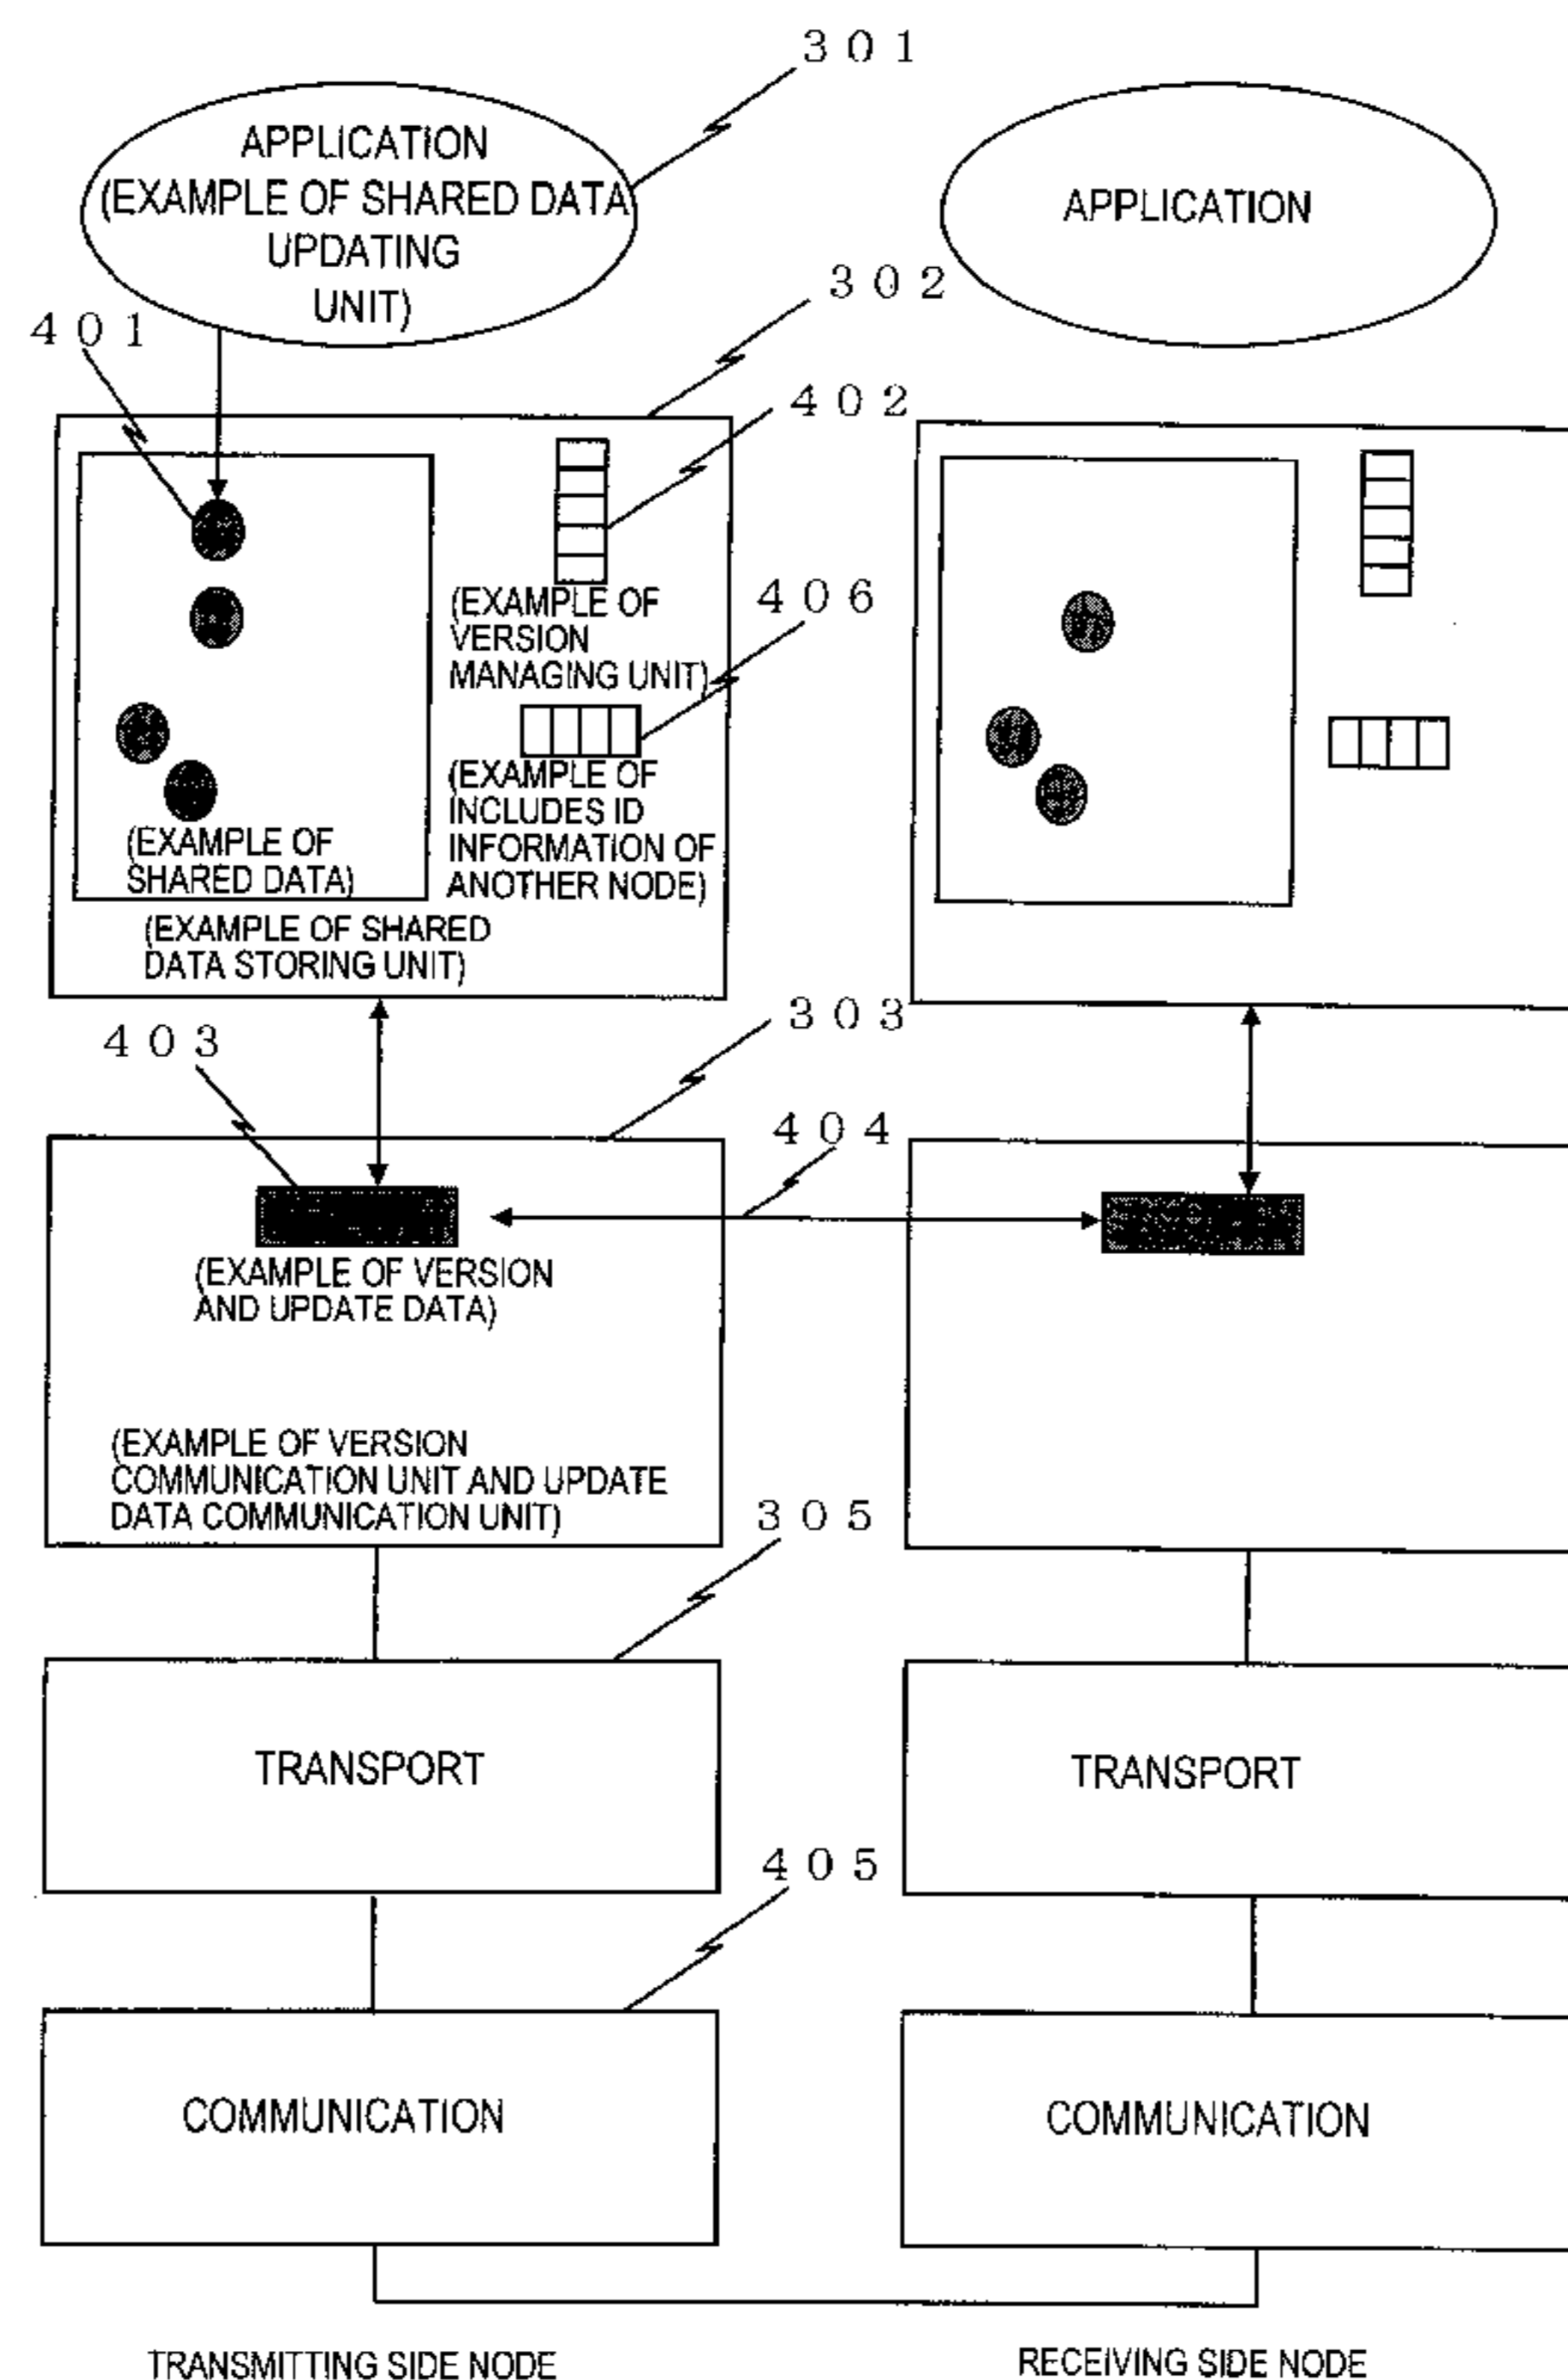 301
APPLICATION
(EXAMPLE OF SHARED DATA
UPDATING
UNIT)
APPLICATION
302
401
402
(EXAMPLE OF
VERSION
MANAGING UNIT)
406
(EXAMPLE OF
INCLUDES ID
INFORMATION OF
ANOTHER NODE)
(EXAMPLE OF
SHARED DATA)
(EXAMPLE OF SHARED
DATA STORING UNIT)
303
403
404
(EXAMPLE OF VERSION
AND UPDATE DATA)
(EXAMPLE OF VERSION
COMMUNICATION UNIT AND UPDATE
DATA COMMUNICATION UNIT)
305
TRANSPORT
TRANSPORT
405
COMMUNICATION
COMMUNICATION
TRANSMITTING SIDE NODE
RECEIVING SIDE NODE